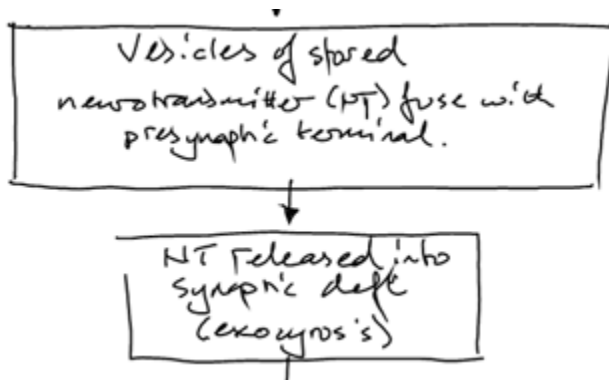 Vesicles of stored
neurotransmitter (NT) fuse with
presynaptic terminal.
NT released into
synaptic cleft
(exocytosis)